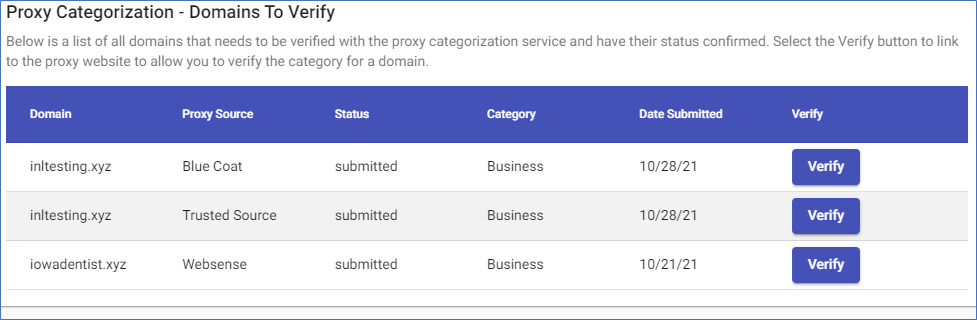 Proxy Categorization - Domains To Verify
Below is a list of all domains that needs to be verified with the proxy categorization service and have their status confirmed. Select the Verify button to link
to the proxy website to allow you to verify the category for a domain.
Domain Proxy Source Status Category Date Submitted Verify
inltesting.xyz Blue Coat submitted Business 10/28/21 Verify
inltesting.xyz Trusted Source submitted Business 10/28/21 Verify
iowadentist.xyz Websense submitted Business 10/21/21 Verify